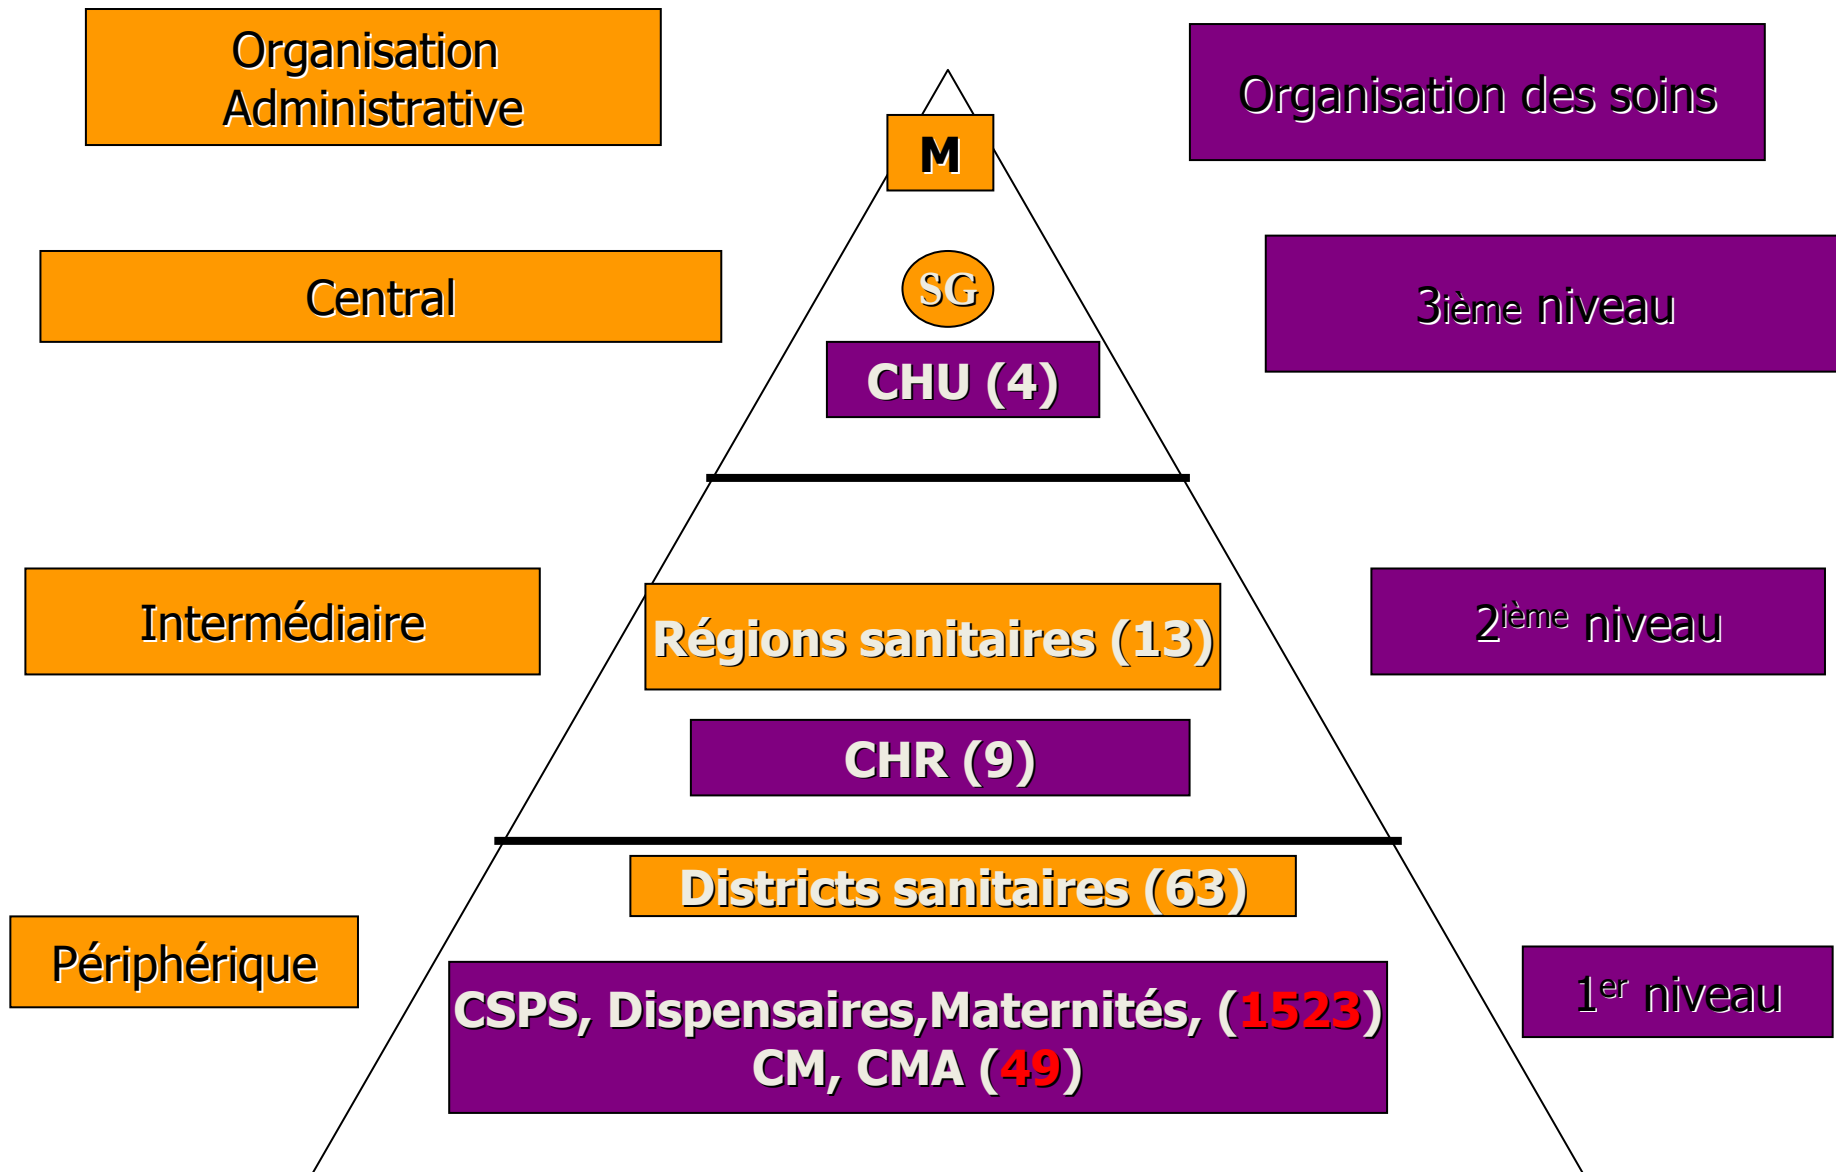 Organisation
Administrative
Organisation des soins
M
Central
SG
3ième niveau
CHU (4)
Intermédiaire
Régions sanitaires (13)
2ième niveau
CHR (9)
Districts sanitaires (63)
Périphérique
CSPS, Dispensaires,Maternités, (1523)
CM, CMA (49)
1er niveau